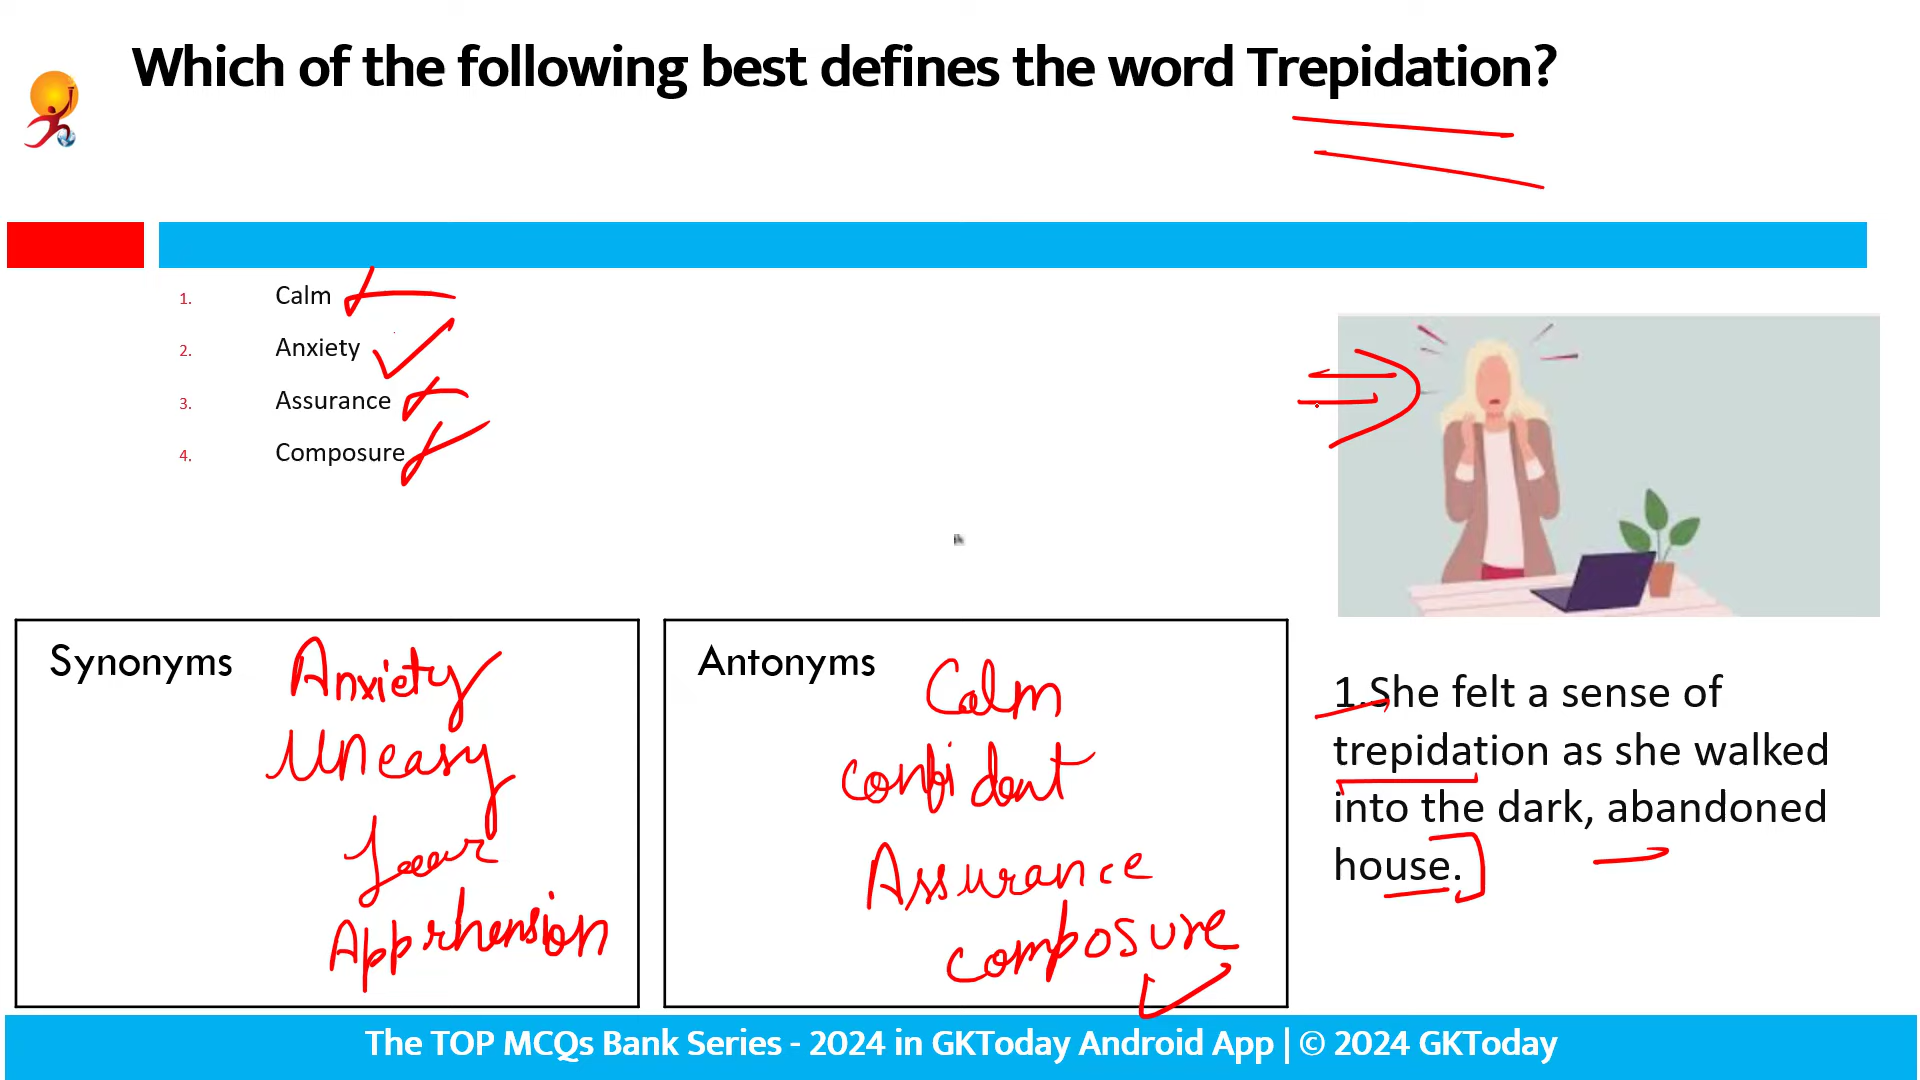 Which of the following best defines the word Trepidation?
1. Calm
2. Anxiety
3. Assurance
4. Composure
Synonyms
Anxiety
Uneasy
Fear
Apprhension
Antonyms
Calm
Confident
Assurance
composure
1.She felt a sense of
trepidation as she walked
into the dark, abandoned
house.
The TOP MCQs Bank Series - 2024 in GKToday Android App | © 2024 GKToday